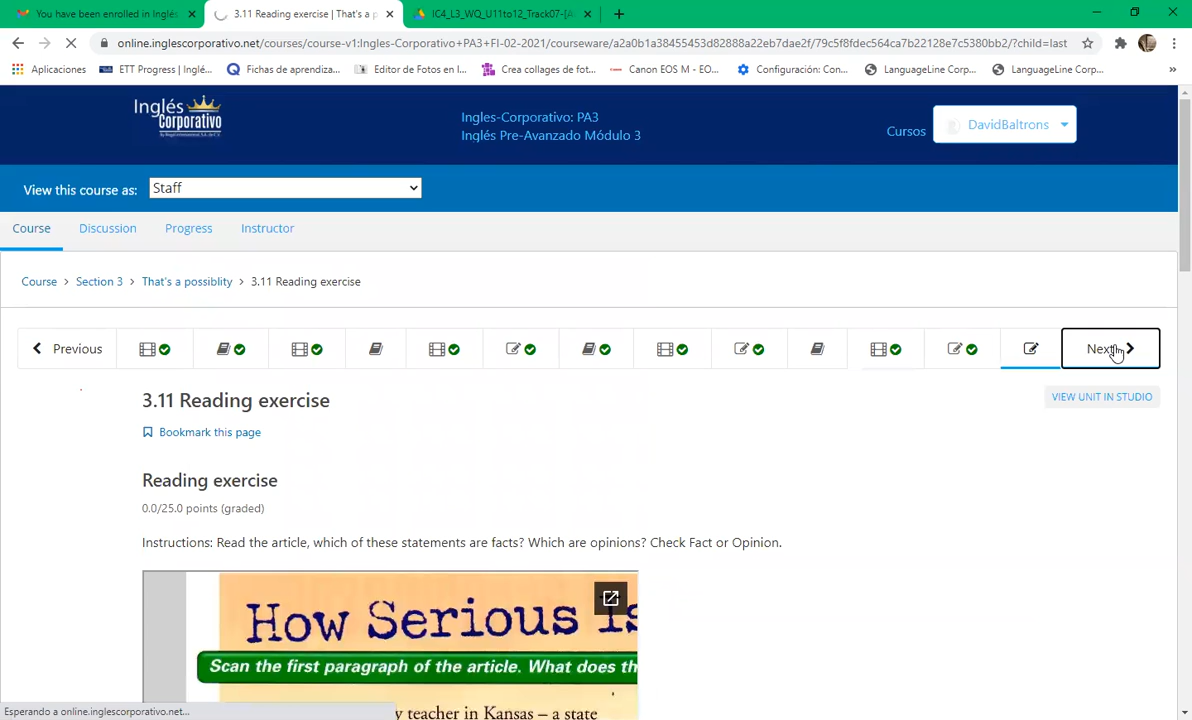 You have been enrolled in Inglés
3.11 Reading exercise | That's a p
IC4_L3_WQ_U11to12_Track07-[A
online.inglescorporativo.net/courses/course-v1:Ingles-Corporativo+PA3+FI-02-2021/courseware/a2a0b1a38455453d82888a22eb7dae2f/79c5f8fdec564ca7b22128e7c5380bb2/?child=last
Aplicaciones
ETT Progress | Inglé...
Fichas de aprendiza...
Editor de Fotos en l...
Crea collages de fot...
Canon EOS M - EO...
Configuración: Con...
LanguageLine Corp...
LanguageLine Corp...
»
Inglés
Corporativo
Ingles-Corporativo: PA3
Inglés Pre-Avanzado Módulo 3
Cursos
DavidBaltrons
View this course as:
Staff
Course
Discussion
Progress
Instructor
Course > Section 3 > That's a possiblity > 3.11 Reading exercise
Previous
Next
3.11 Reading exercise
VIEW UNIT IN STUDIO
Bookmark this page
Reading exercise
0.0/25.0 points (graded)
Instructions: Read the article, which of these statements are facts? Which are opinions? Check Fact or Opinion.
How Serious is
Scan the first paragraph of the article. What does th
y teacher in Kansas – a state
Esperando a online.inglescorporativo.net...